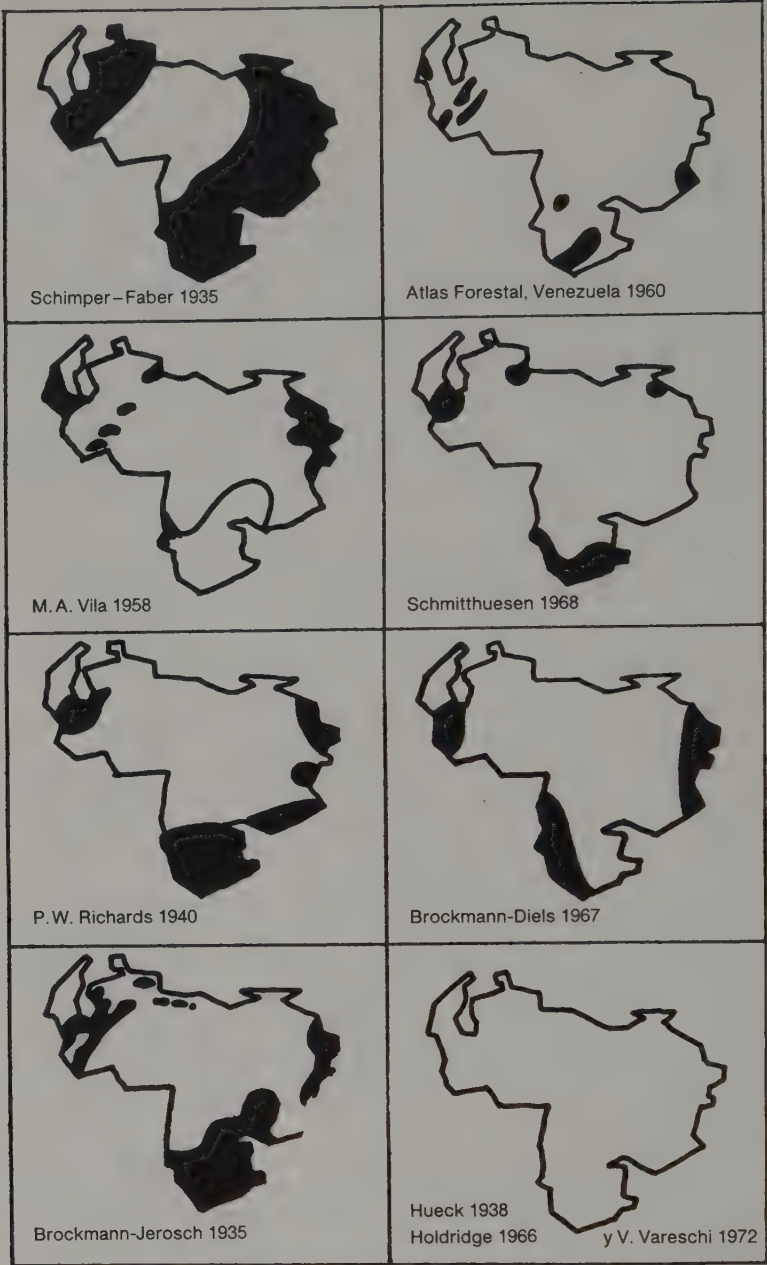 Schimper–Faber 1935
Atlas Forestal, Venezuela 1960
M.A. Vila 1958
Schmitthuesen 1968
P.W. Richards 1940
Brockmann-Diels 1967
Brockmann-Jerosch 1935
Hueck 1938
Holdridge 1966 y V. Vareschi 1972